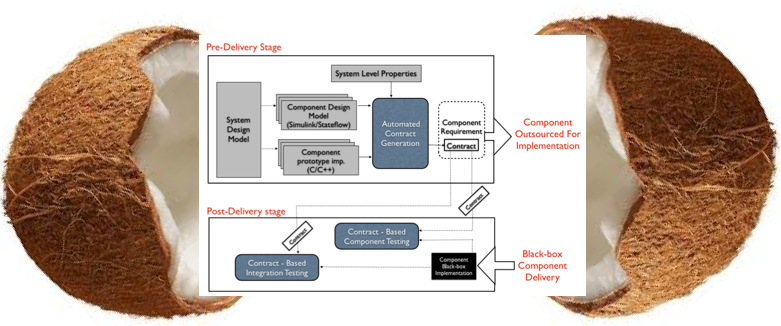 Pre-Delivery Stage
System Level Properties
System
Design
Model
Component Design
Model
(Simulink/Stateflow)
Component
prototype imp.
(C/C++)
Automated
Contract
Generation
Component
Requirement
Contract
Component
Outsourced For
Implementation
Contract
Post-Delivery stage
Contract
Contract - Based
Component Testing
Contract - Based
Integration Testing
Component
Black-box
Implementation
Black-box
Component
Delivery